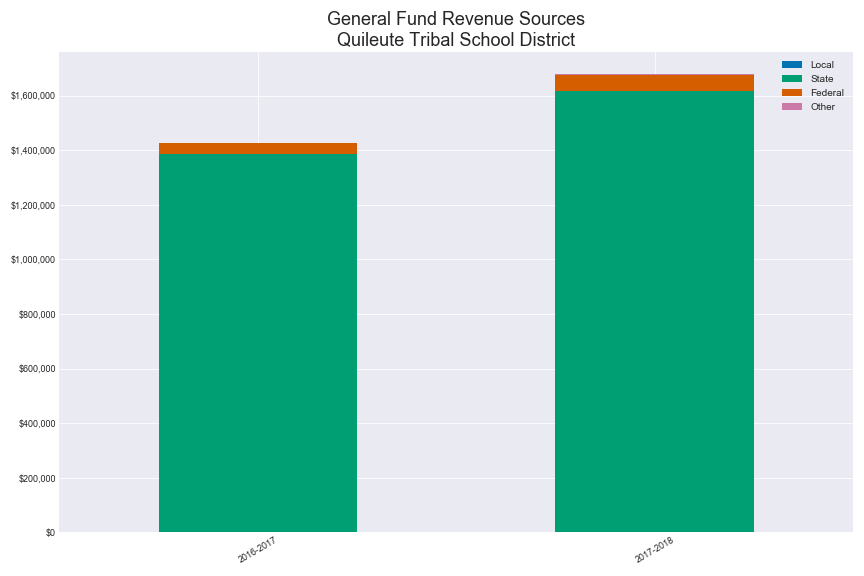 General Fund Revenue Sources
Quileute Tribal School District
Local
State
Federal
Other
$1,600,000
$1,400,000
$1,200,000
$1,000,000
$800,000
$600,000
$400,000
$200,000
$0
2016-2017
2017-2018